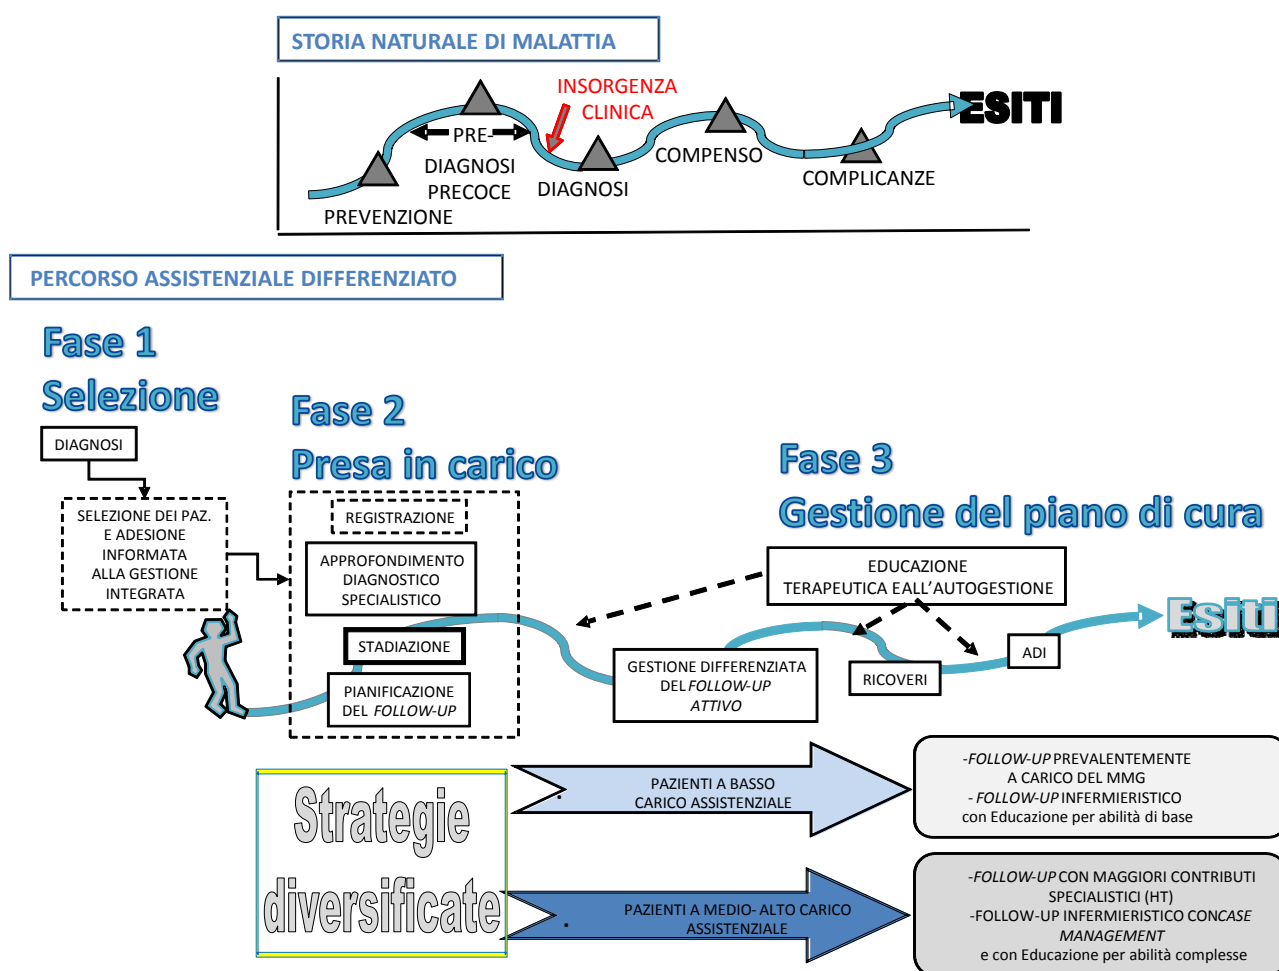 STORIA NATURALE DI MALATTIA
INSORGENZA
CLINICA
ESITI
PRE-
DIAGNOSI
PRECOCE
DIAGNOSI
COMPENSO
COMPLICANZE
PREVENZIONE
PERCORSO ASSISTENZIALE DIFFERENZIATO
Fase 1
Selezione
DIAGNOSI
SELEZIONE DEI PAZ.
E ADESIONE
INFORMATA
ALLA GESTIONE
INTEGRATA
Fase 2
Presa in carico
REGISTRAZIONE
APPROFONDIMENTO
DIAGNOSTICO
SPECIALISTICO
STADIAZIONE
PIANIFICAZIONE
DEL FOLLOW-UP
Fase 3
Gestione del piano di cura
EDUCAZIONE
TERAPEUTICA EALL'AUTOGESTIONE
GESTIONE DIFFERENZIATA
DEL FOLLOW-UP
ATTIVO
RICOVERI
ADI
Esiti
Strategie
diversificate
PAZIENTI A BASSO
CARICO ASSISTENZIALE
-FOLLOW-UP PREVALENTEMENTE
A CARICO DEL MMG
- FOLLOW-UP INFERMIERISTICO
con Educazione per abilità di base
PAZIENTI A MEDIO- ALTO CARICO
ASSISTENZIALE
-FOLLOW-UP CON MAGGIORI CONTRIBUTI
SPECIALISTICI (HT)
-FOLLOW-UP INFERMIERISTICO CONCASE
MANAGEMENT
e con Educazione per abilità complesse